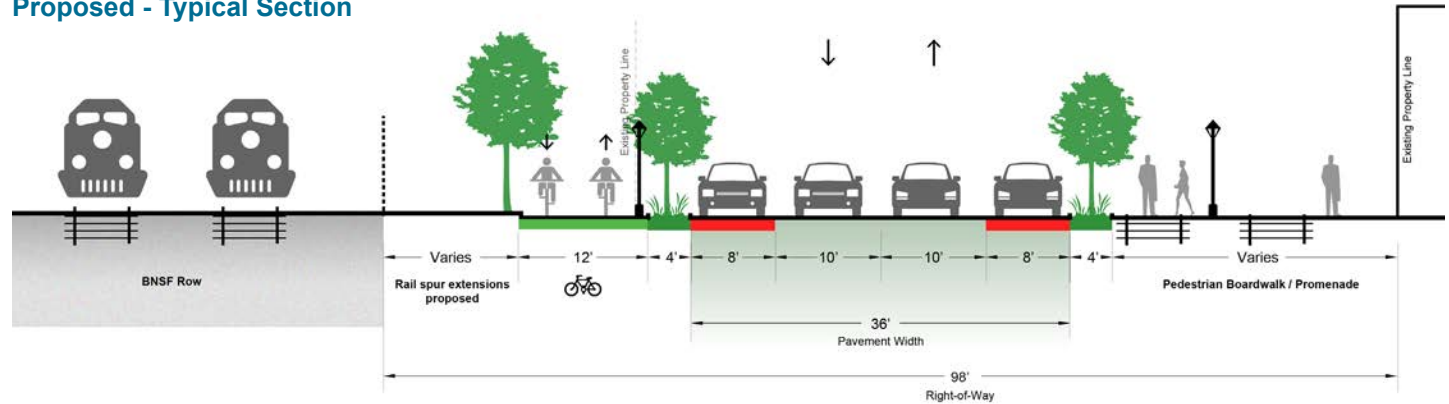 Proposed - Typical Section
Existing Property Line
Existing Property Line
Varies
12'
4'
8'
10'
10'
8'
4'
Varies
BNSF Row
Rail spur extensions
proposed
Pedestrian Boardwalk / Promenade
36'
Pavement Width
98'
Right-of-Way